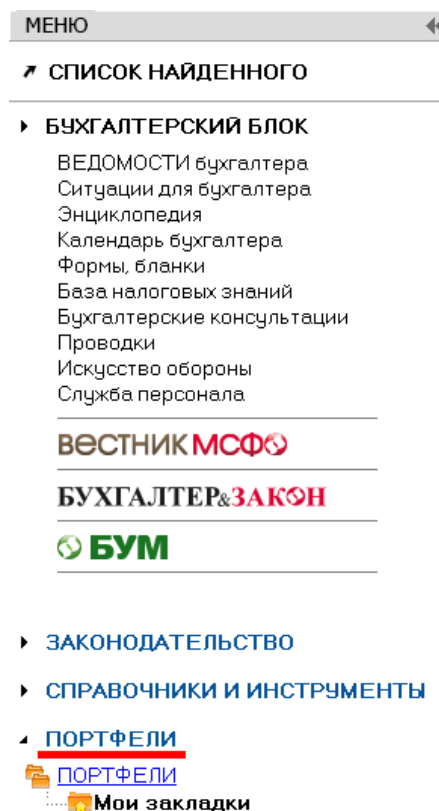 МЕНЮ
СПИСОК НАЙДЕННОГО
БУХГАЛТЕРСКИЙ БЛОК
ВЕДОМОСТИ бухгалтера
Ситуации для бухгалтера
Энциклопедия
Календарь бухгалтера
Формы, бланки
База налоговых знаний
Бухгалтерские консультации
Проводки
Искусство обороны
Служба персонала
ВЕСТНИК МСФО
БУХГАЛТЕР&ЗАКОН
БУМ
ЗАКОНОДАТЕЛЬСТВО
СПРАВОЧНИКИ И ИНСТРУМЕНТЫ
ПОРТФЕЛИ
ПОРТФЕЛИ
Мои закладки